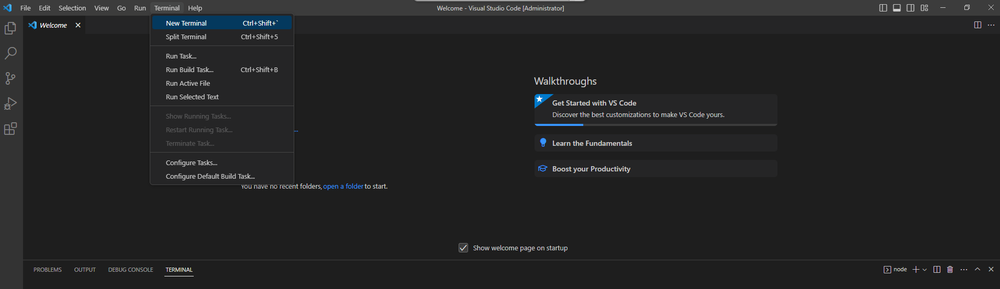 File Edit Selection View Go Run Terminal Help
Welcome - Visual Studio Code [Administrator]
Welcome
New Terminal Ctrl+Shift+`
Split Terminal Ctrl+Shift+5
Run Task...
Run Build Task... Ctrl+Shift+B
Run Active File
Run Selected Text
Show Running Tasks...
Restart Running Task...
Terminate Task...
Configure Tasks...
Configure Default Build Task...
...
You have no recent folders, open a folder to start.
Walkthroughs
Get Started with VS Code
Discover the best customizations to make VS Code yours.
Learn the Fundamentals
Boost your Productivity
Show welcome page on startup
PROBLEMS OUTPUT DEBUG CONSOLE TERMINAL
node